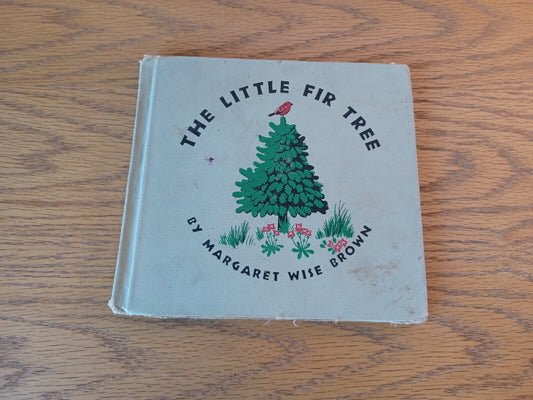 THE LITTLE FIR TREE
BY MARGARET WISE BROWN